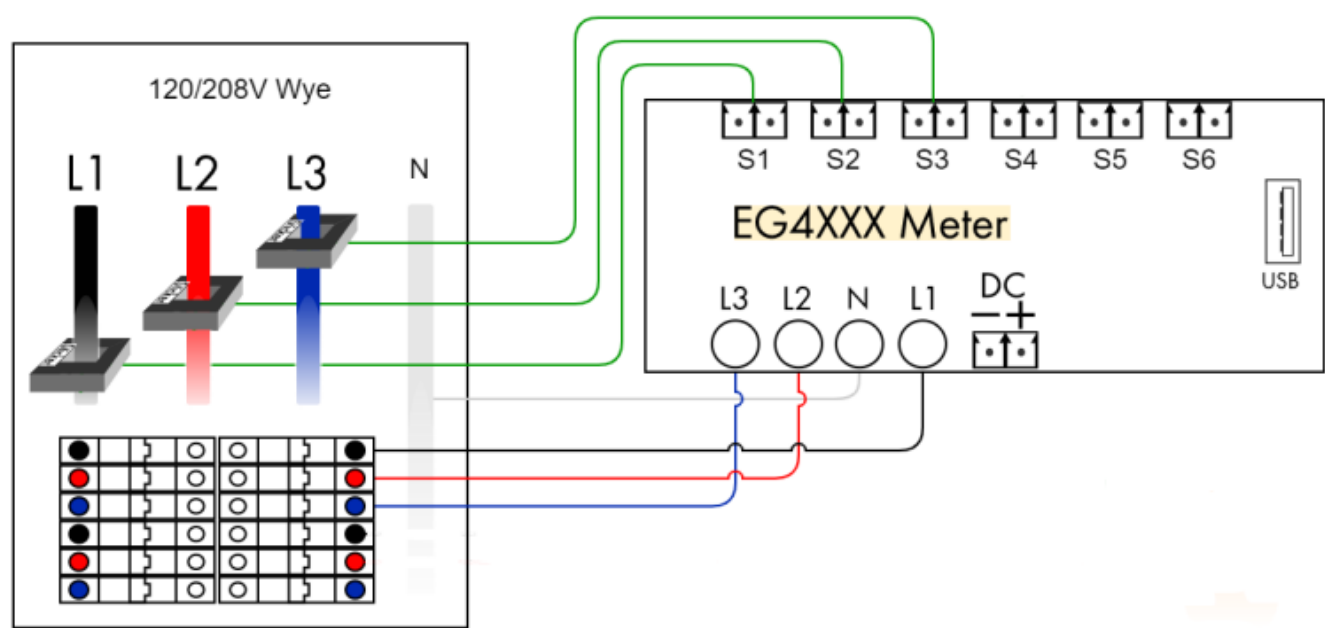 120/208V Wye
L1 L2 L3 N
S1 S2 S3 S4 S5 S6
EG4XXX Meter
USB
L3 L2 N L1 DC
− +